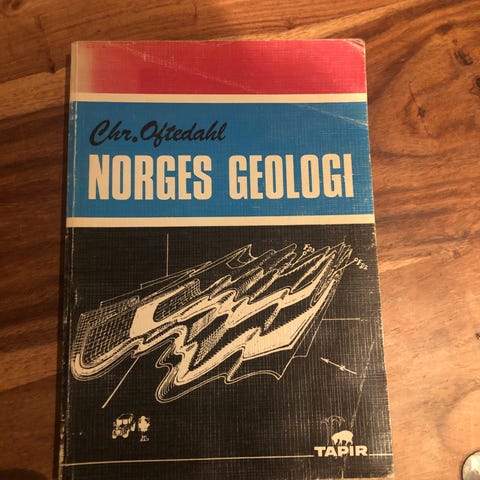 Chr. Oftedahl
NORGES GEOLOGI
TAPIR